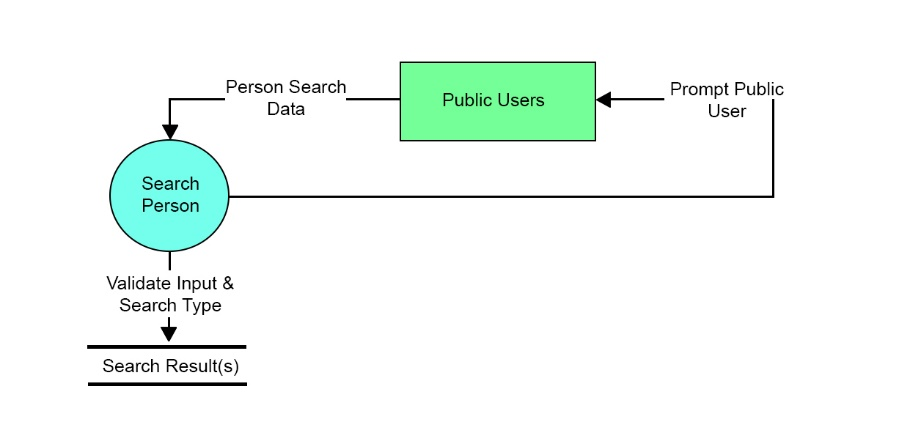 Person Search
Data
Public Users
Prompt Public
User
Search
Person
Validate Input &
Search Type
Search Result(s)